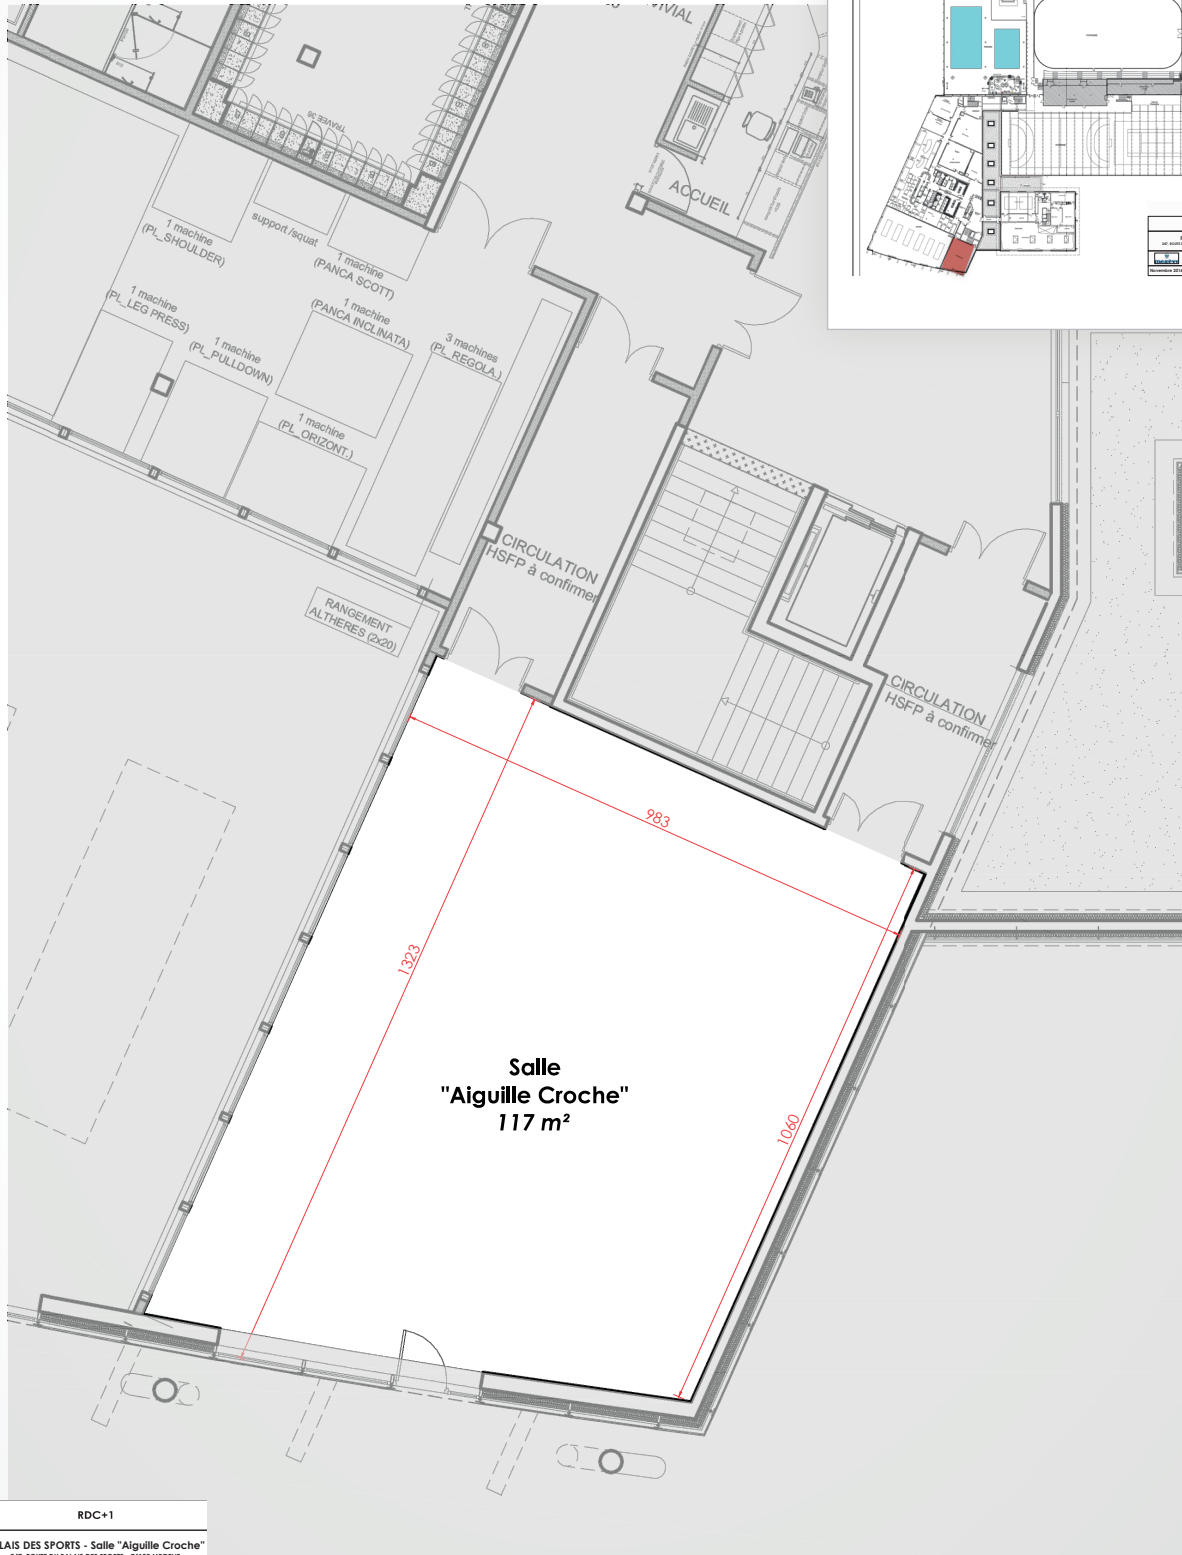 VIVIAL
TRAVEE 36
ACCUEIL
1 machine
(PL_SHOULDER)
support /squat
1 machine
(PANCA SCOTT)
1 machine
(PL_LEG PRESS)
1 machine
(PANCA INCLINATA)
1 machine
(PL_PULLDOWN)
3 machines
(PL_REGOLA.)
1 machine
(PL_ORIZONT.)
CIRCULATION
HSFP à confirmer
RANGEMENT
ALTHERES (2x20)
CIRCULATION
HSFP à confirmer
983
1323
1060
Salle
"Aiguille Croche"
117 m²
Novembre 2014
RDC+1
LAIS DES SPORTS - Salle "Aiguille Croche"